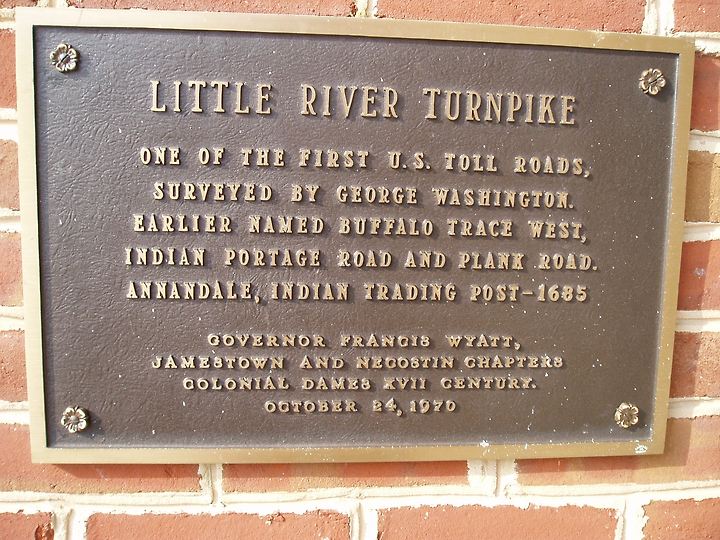 LITTLE RIVER TURNPIKE
ONE OF THE FIRST U.S. TOLL ROADS,
SURVEYED BY GEORGE WASHINGTON.
EARLIER NAMED BUFFALO TRACE WEST,
INDIAN PORTAGE ROAD AND PLANK ROAD.
ANNANDALE, INDIAN TRADING POST-1685
GOVERNOR FRANCIS WYATT,
JAMESTOWN AND NECOSTIN CHAPTERS
COLONIAL DAMES XVII CENTURY.
OCTOBER 24, 1970